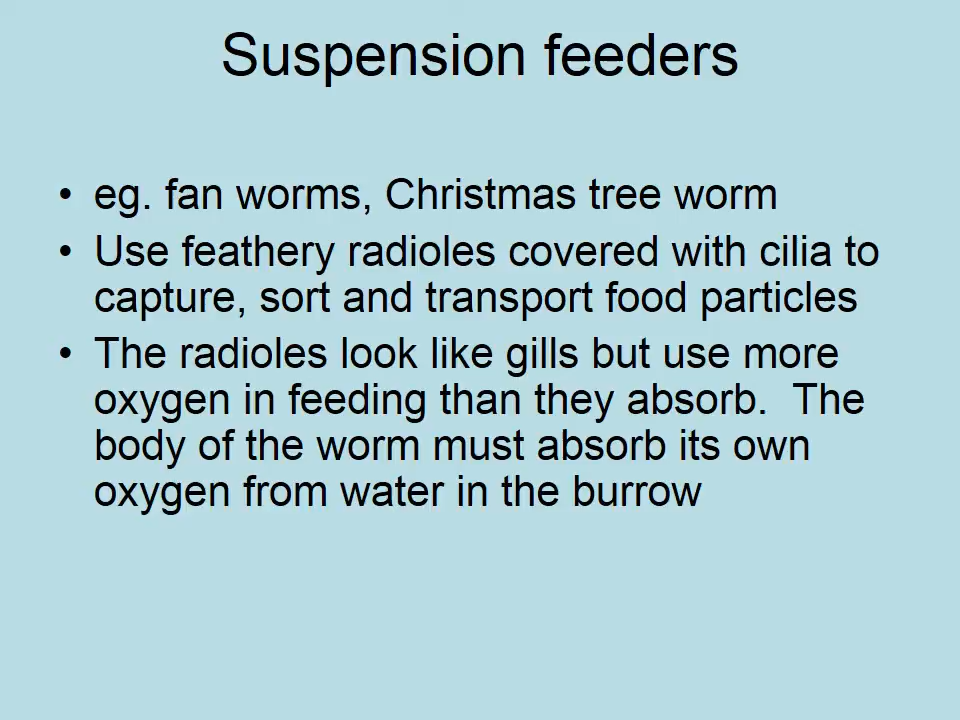 Suspension feeders
• eg. fan worms, Christmas tree worm
• Use feathery radioles covered with cilia to
capture, sort and transport food particles
• The radioles look like gills but use more
oxygen in feeding than they absorb.  The
body of the worm must absorb its own
oxygen from water in the burrow